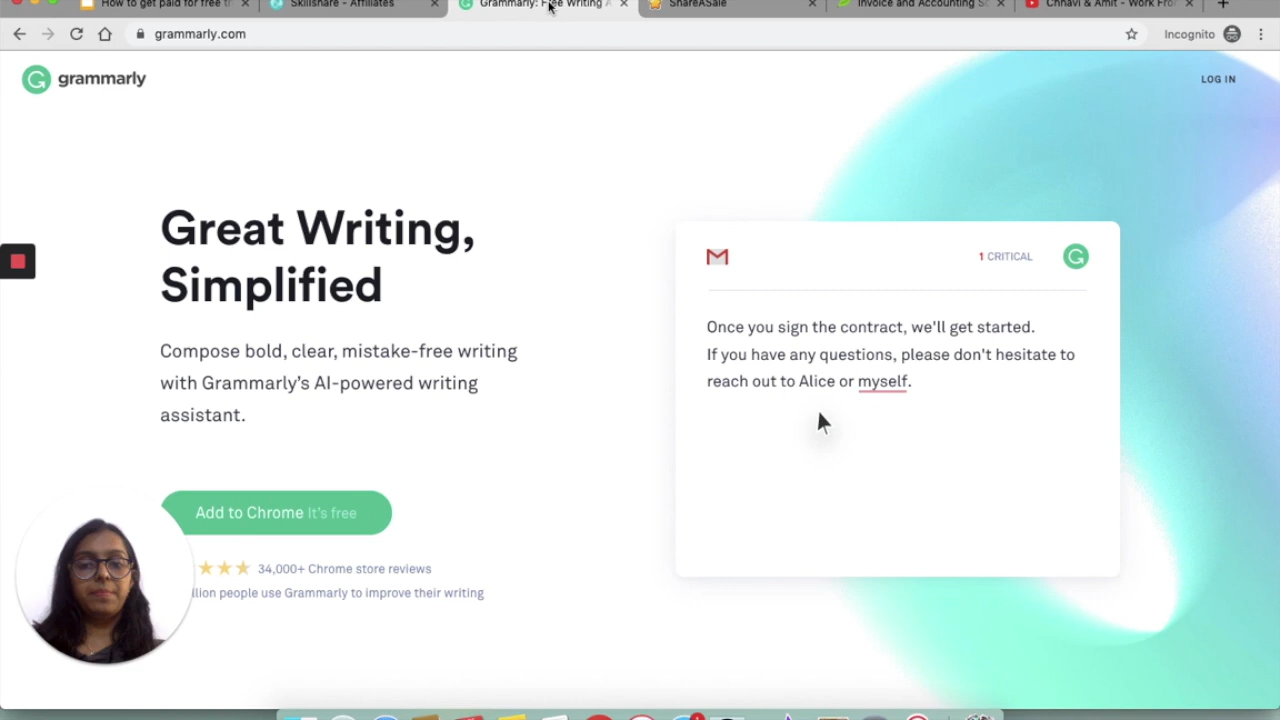 How to get paid for free tr
Skillshare - Affiliates
Grammarly: Free Writing A
ShareASale
Invoice and Accounting So
Chhavi & Amit - Work From
grammarly.com
Incognito
grammarly
LOG IN
Great Writing,
Simplified
Compose bold, clear, mistake-free writing
with Grammarly's AI-powered writing
assistant.
Add to Chrome It's free
34,000+ Chrome store reviews
llion people use Grammarly to improve their writing
1 CRITICAL
Once you sign the contract, we'll get started.
If you have any questions, please don't hesitate to
reach out to Alice or myself.